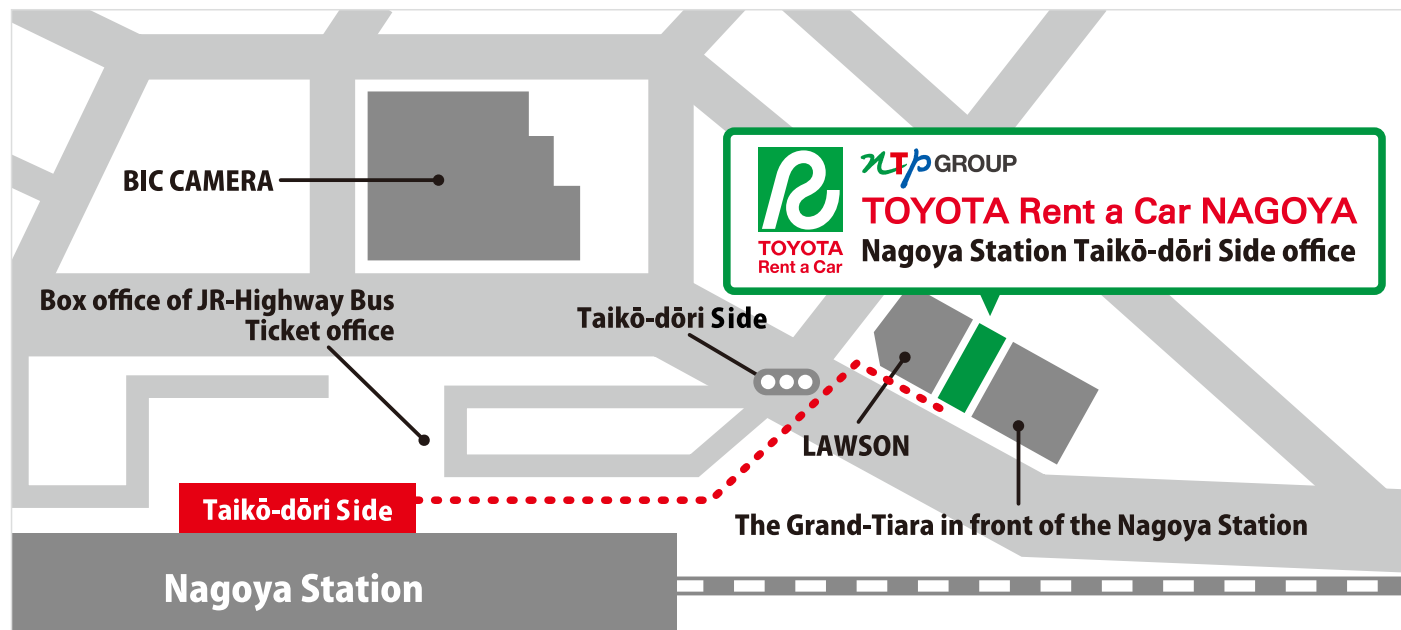 BIC CAMERA
ntp GROUP
TOYOTA Rent a Car NAGOYA
Nagoya Station Taikō-dōri Side office
TOYOTA
Rent a Car
Box office of JR-Highway Bus
Ticket office
Taikō-dōri Side
LAWSON
Taikō-dōri Side
The Grand-Tiara in front of the Nagoya Station
Nagoya Station